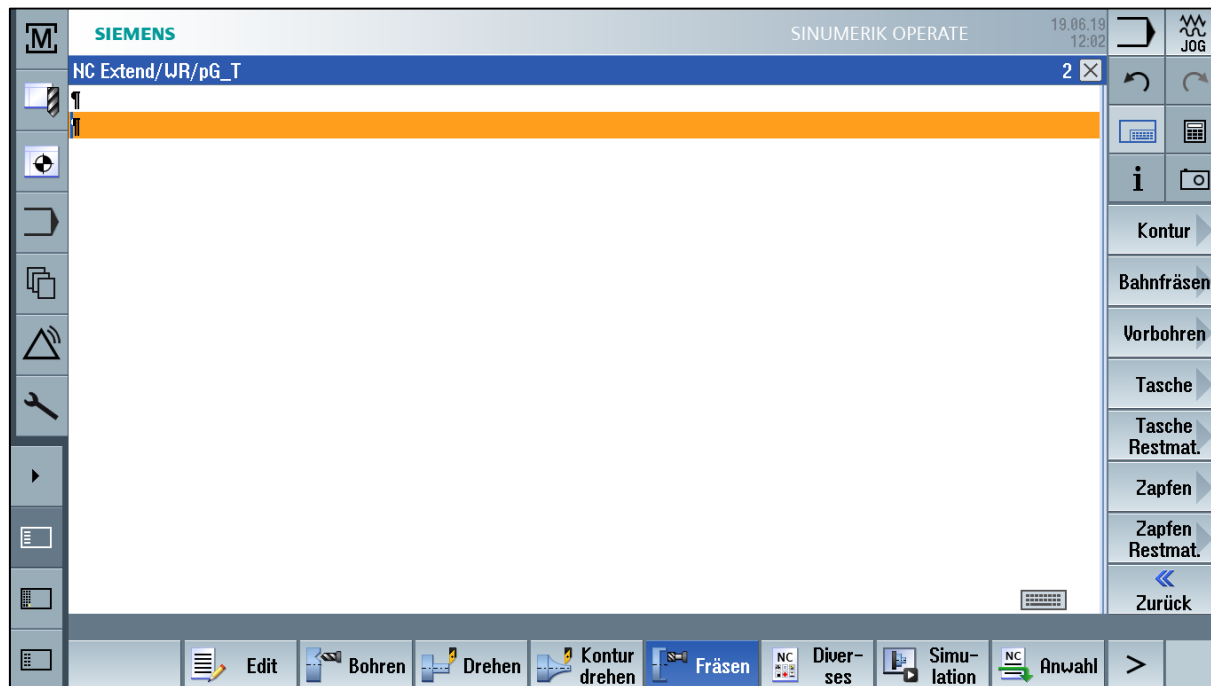 M
SIEMENS
SINUMERIK OPERATE
19.06.19
12:02
JOG
NC Extend/WR/pG_T
2
¶
¶
i
Kontur
Bahnfräsen
Vorbohren
Tasche
Tasche
Restmat.
Zapfen
Zapfen
Restmat.
Zurück
Edit
Bohren
Drehen
Kontur
drehen
Fräsen
NC
Diver-
ses
Simu-
lation
NC
Anwahl
>